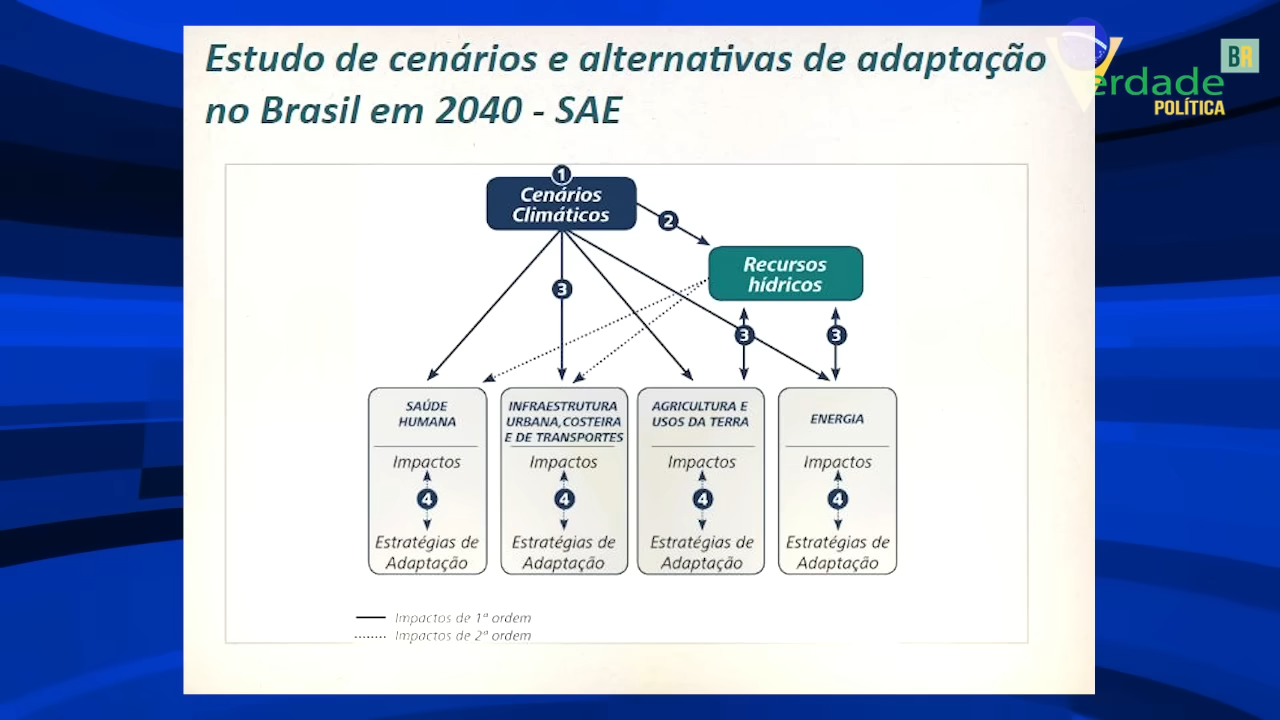 Estudo de cenários e alternativas de adaptação
no Brasil em 2040 - SAE
BR
erdade
POLÍTICA
1
Cenários
Climáticos
2
Recursos
hídricos
3
3
3
SAÚDE
HUMANA
Impactos
4
Estratégias de
Adaptação
INFRAESTRUTURA
URBANA, COSTEIRA
E DE TRANSPORTES
Impactos
4
Estratégias de
Adaptação
AGRICULTURA E
USOS DA TERRA
Impactos
4
Estratégias de
Adaptação
ENERGIA
Impactos
4
Estratégias de
Adaptação
Impactos de 1ª ordem
Impactos de 2ª ordem